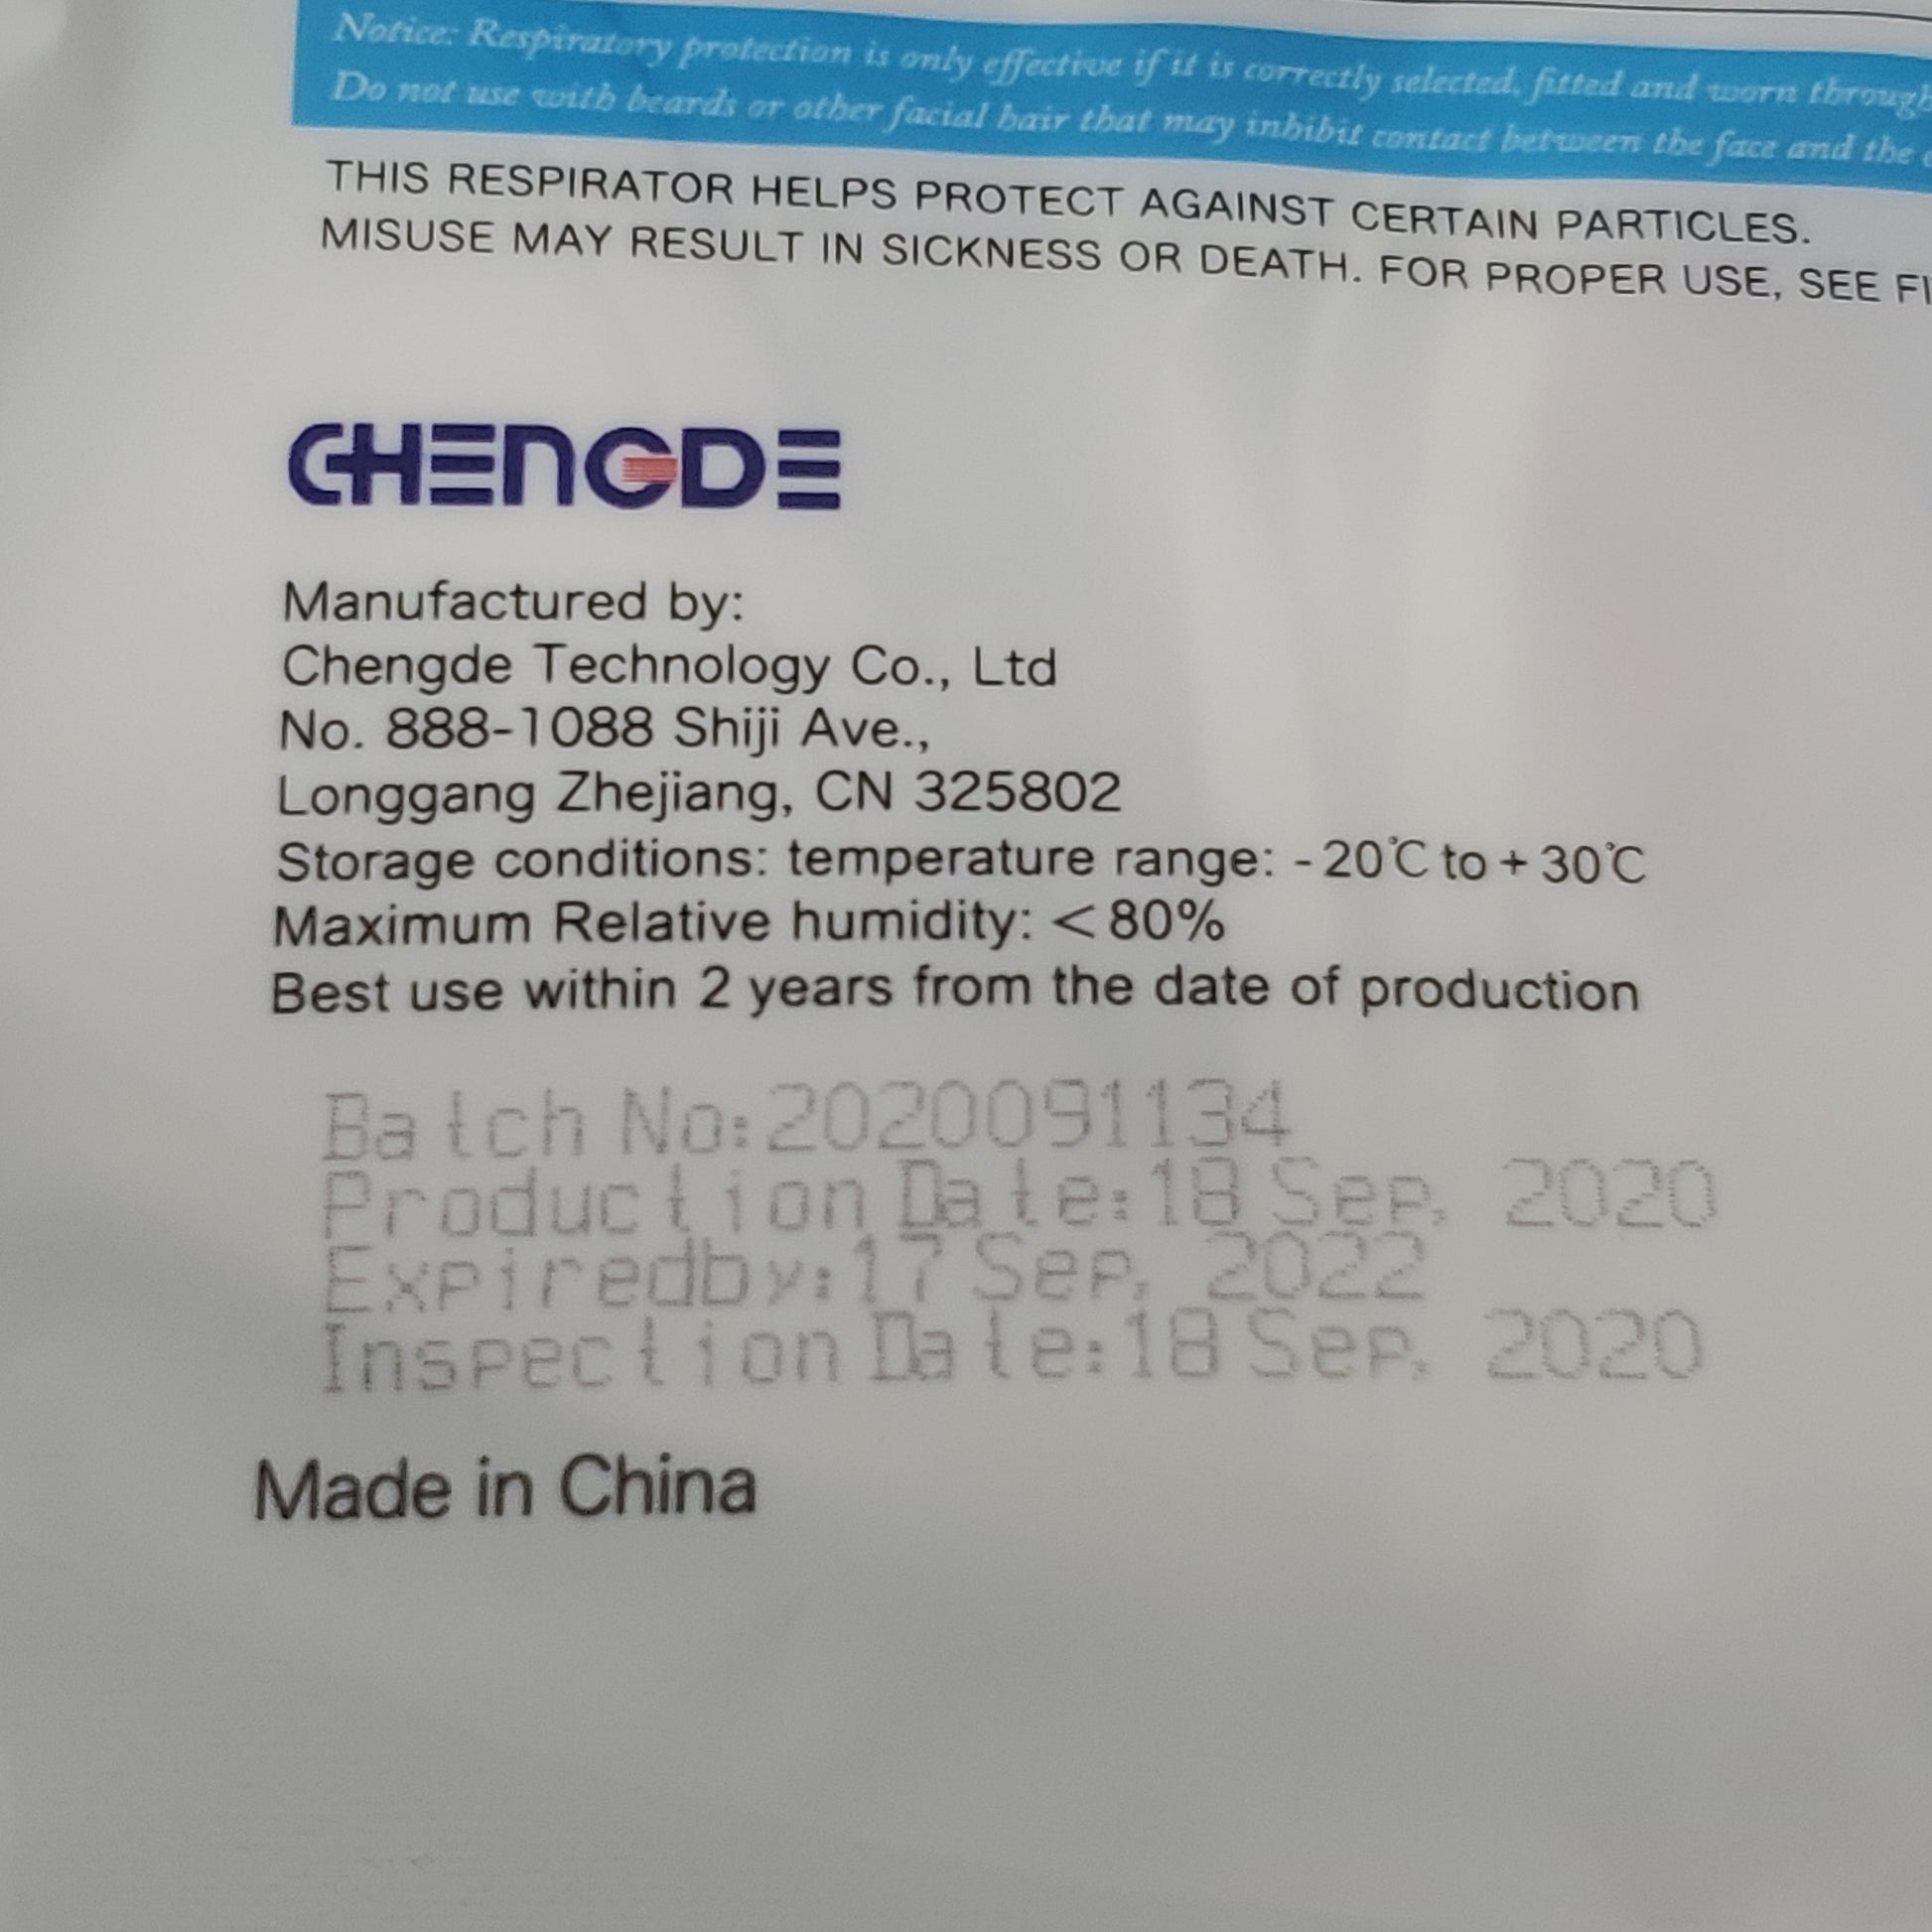 Notice: Respiratory protection is only effective if it is correctly selected, fitted and worn through
Do not use with beards or other facial hair that may inhibit contact between the face and the
THIS RESPIRATOR HELPS PROTECT AGAINST CERTAIN PARTICLES.
MISUSE MAY RESULT IN SICKNESS OR DEATH. FOR PROPER USE, SEE
CHENGDE
Manufactured by:
Chengde Technology Co., Ltd
No. 888-1088 Shiji Ave.,
Longgang Zhejiang, CN 325802
Storage conditions: temperature range: -20℃ to +30℃
Maximum Relative humidity: <80%
Best use within 2 years from the date of production
Batch No:2020091134
Production Date:18 Sep. 2020
Expiredby:17 Sep. 2022
Inspection Date:18 Sep. 2020
Made in China